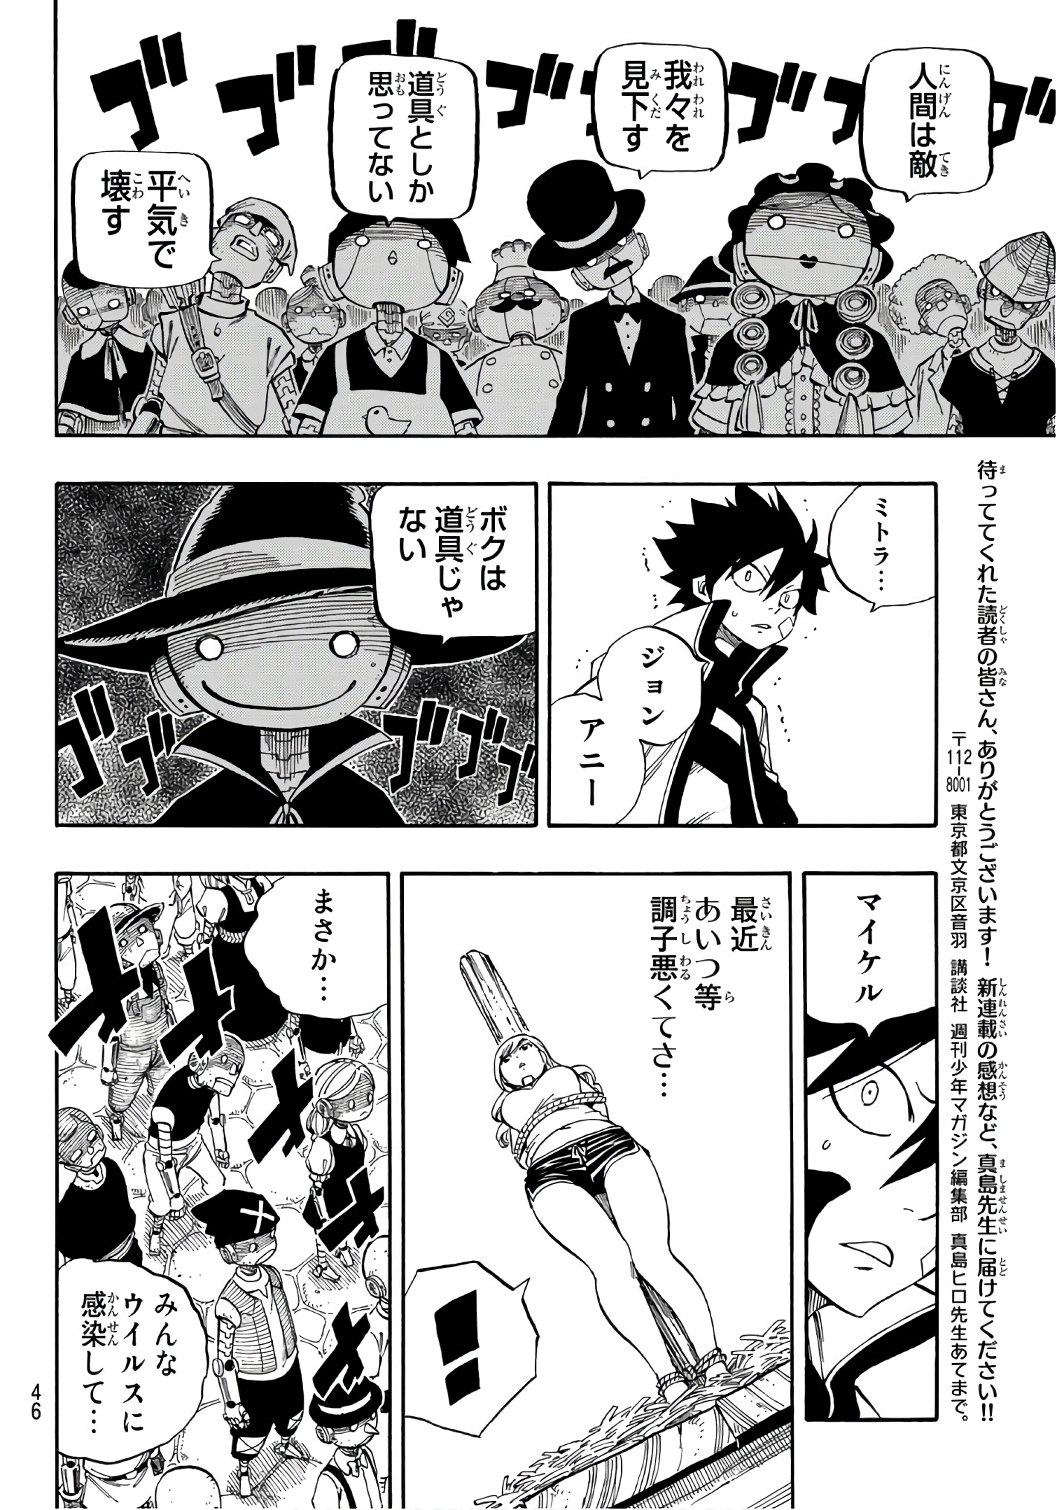 人間は敵
我々を
見下す
道具としか
思ってない
平気で
壊す
ゴゴゴゴゴゴ
ミトラ…
ジョン
アニー
ボクは
道具じゃ
ない
ゴゴゴゴ
マイケル
最近
あいつ等
調子悪くてさ…
!
まさか…
みんな
ウイルスに
感染して…
待っててくれた読者の皆さん、ありがとうございます! 新連載の感想など、真島先生に届けてください!!
〒112-8001 東京都文京区音羽 講談社 週刊少年マガジン編集部 真島ヒロ先生あてまで。
46